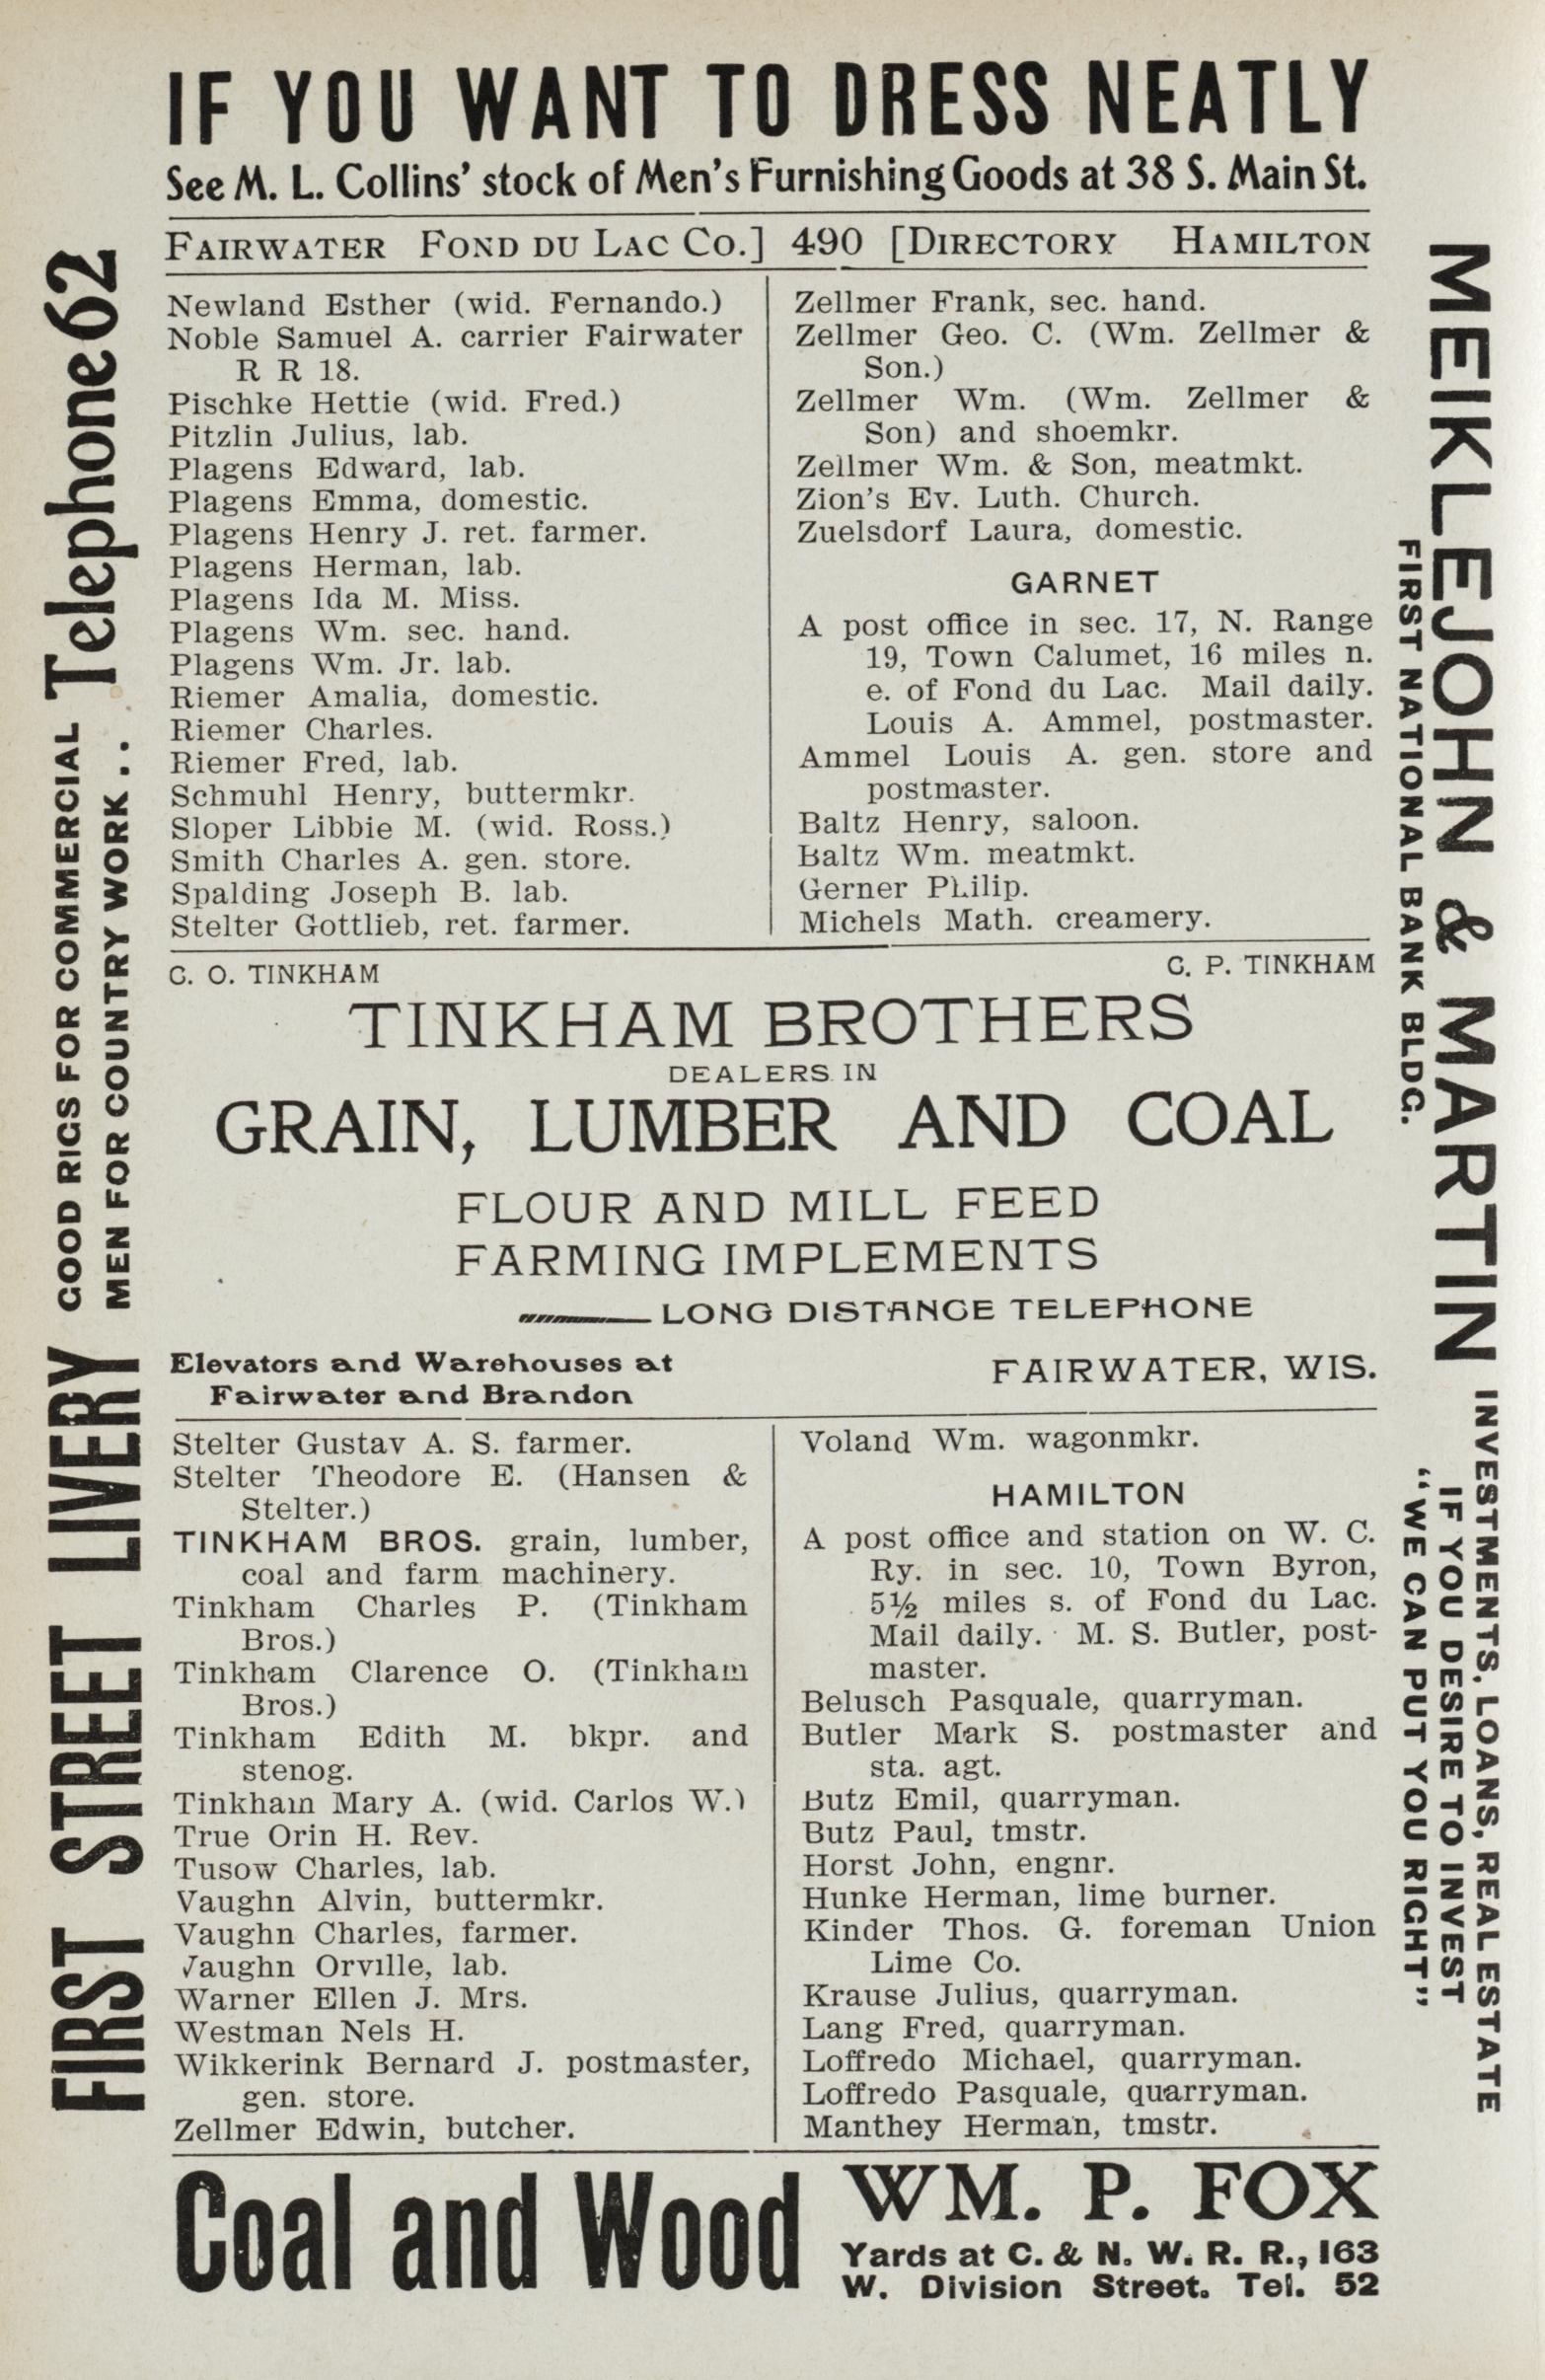 IF YOU WANT TO DRESS NEATLY
See M. L. Collins' stock of Men's Furnishing Goods at 38 S. Main St.
FAIRWATER FOND DU LAC CO.] 490 [DIRECTORY HAMILTON
Newland Esther (wid. Fernando.)
Noble Samuel A. carrier Fairwater
R R 18.
Pischke Hettie (wid. Fred.)
Pitzlin Julius, lab.
Plagens Edward, lab.
Plagens Emma, domestic.
Plagens Henry J. ret. farmer.
Plagens Herman, lab.
Plagens Ida M. Miss.
Plagens Wm. sec. hand.
Plagens Wm. Jr. lab.
Riemer Amalia, domestic.
Riemer Charles.
Riemer Fred, lab.
Schmuhl Henry, buttermkr.
Sloper Libbie M. (wid. Ross.)
Smith Charles A. gen. store.
Spalding Joseph B. lab.
Stelter Gottlieb, ret. farmer.
Zellmer Frank, sec. hand.
Zellmer Geo. C. (Wm. Zellmer &
Son.)
Zellmer Wm. (Wm. Zellmer &
Son) and shoemkr.
Zellmer Wm. & Son, meatmkt.
Zion's Ev. Luth. Church.
Zuelsdorf Laura, domestic.
GARNET
A post office in sec. 17, N. Range
19, Town Calumet, 16 miles n.
e. of Fond du Lac. Mail daily.
Louis A. Ammel, postmaster.
Ammel Louis A. gen. store and
postmaster.
Baltz Henry, saloon.
Baltz Wm. meatmkt.
Gerner Philip.
Michels Math. creamery.
C. O. TINKHAM
C. P. TINKHAM
TINKHAM BROTHERS
DEALERS IN
GRAIN, LUMBER AND COAL
FLOUR AND MILL FEED
FARMING IMPLEMENTS
LONG DISTANCE TELEPHONE
Elevators and Warehouses at
Fairwater and Brandon
FAIRWATER, WIS.
Stelter Gustav A. S. farmer.
Stelter Theodore E. (Hansen &
Stelter.)
TINKHAM BROS. grain, lumber,
coal and farm machinery.
Tinkham Charles P. (Tinkham
Bros.)
Tinkham Clarence O. (Tinkham
Bros.)
Tinkham Edith M. bkpr. and
stenog.
Tinkham Mary A. (wid. Carlos W.)
True Orin H. Rev.
Tusow Charles, lab.
Vaughn Alvin, buttermkr.
Vaughn Charles, farmer.
Vaughn Orville, lab.
Warner Ellen J. Mrs.
Westman Nels H.
Wikkerink Bernard J. postmaster,
gen. store.
Zellmer Edwin, butcher.
Voland Wm. wagonmkr.
HAMILTON
A post office and station on W. C.
Ry. in sec. 10, Town Byron,
5½ miles s. of Fond du Lac.
Mail daily. M. S. Butler, post-
master.
Belusch Pasquale, quarryman.
Butler Mark S. postmaster and
sta. agt.
Butz Emil, quarryman.
Butz Paul, tmstr.
Horst John, engnr.
Hunke Herman, lime burner.
Kinder Thos. G. foreman Union
Lime Co.
Krause Julius, quarryman.
Lang Fred, quarryman.
Loffredo Michael, quarryman.
Loffredo Pasquale, quarryman.
Manthey Herman, tmstr.
Coal and Wood
WM. P. FOX
Yards at C. & N. W. R. R., 163
W. Division Street. Tel. 52
FIRST STREET LIVERY
GOOD RIGS FOR COMMERCIAL
MEN FOR COUNTRY WORK . .
Telephone 62
MEIKLEJOHN & MARTIN
FIRST NATIONAL BANK BLDG.
INVESTMENTS, LOANS, REAL ESTATE
IF YOU DESIRE TO INVEST
"WE CAN PUT YOU RIGHT"